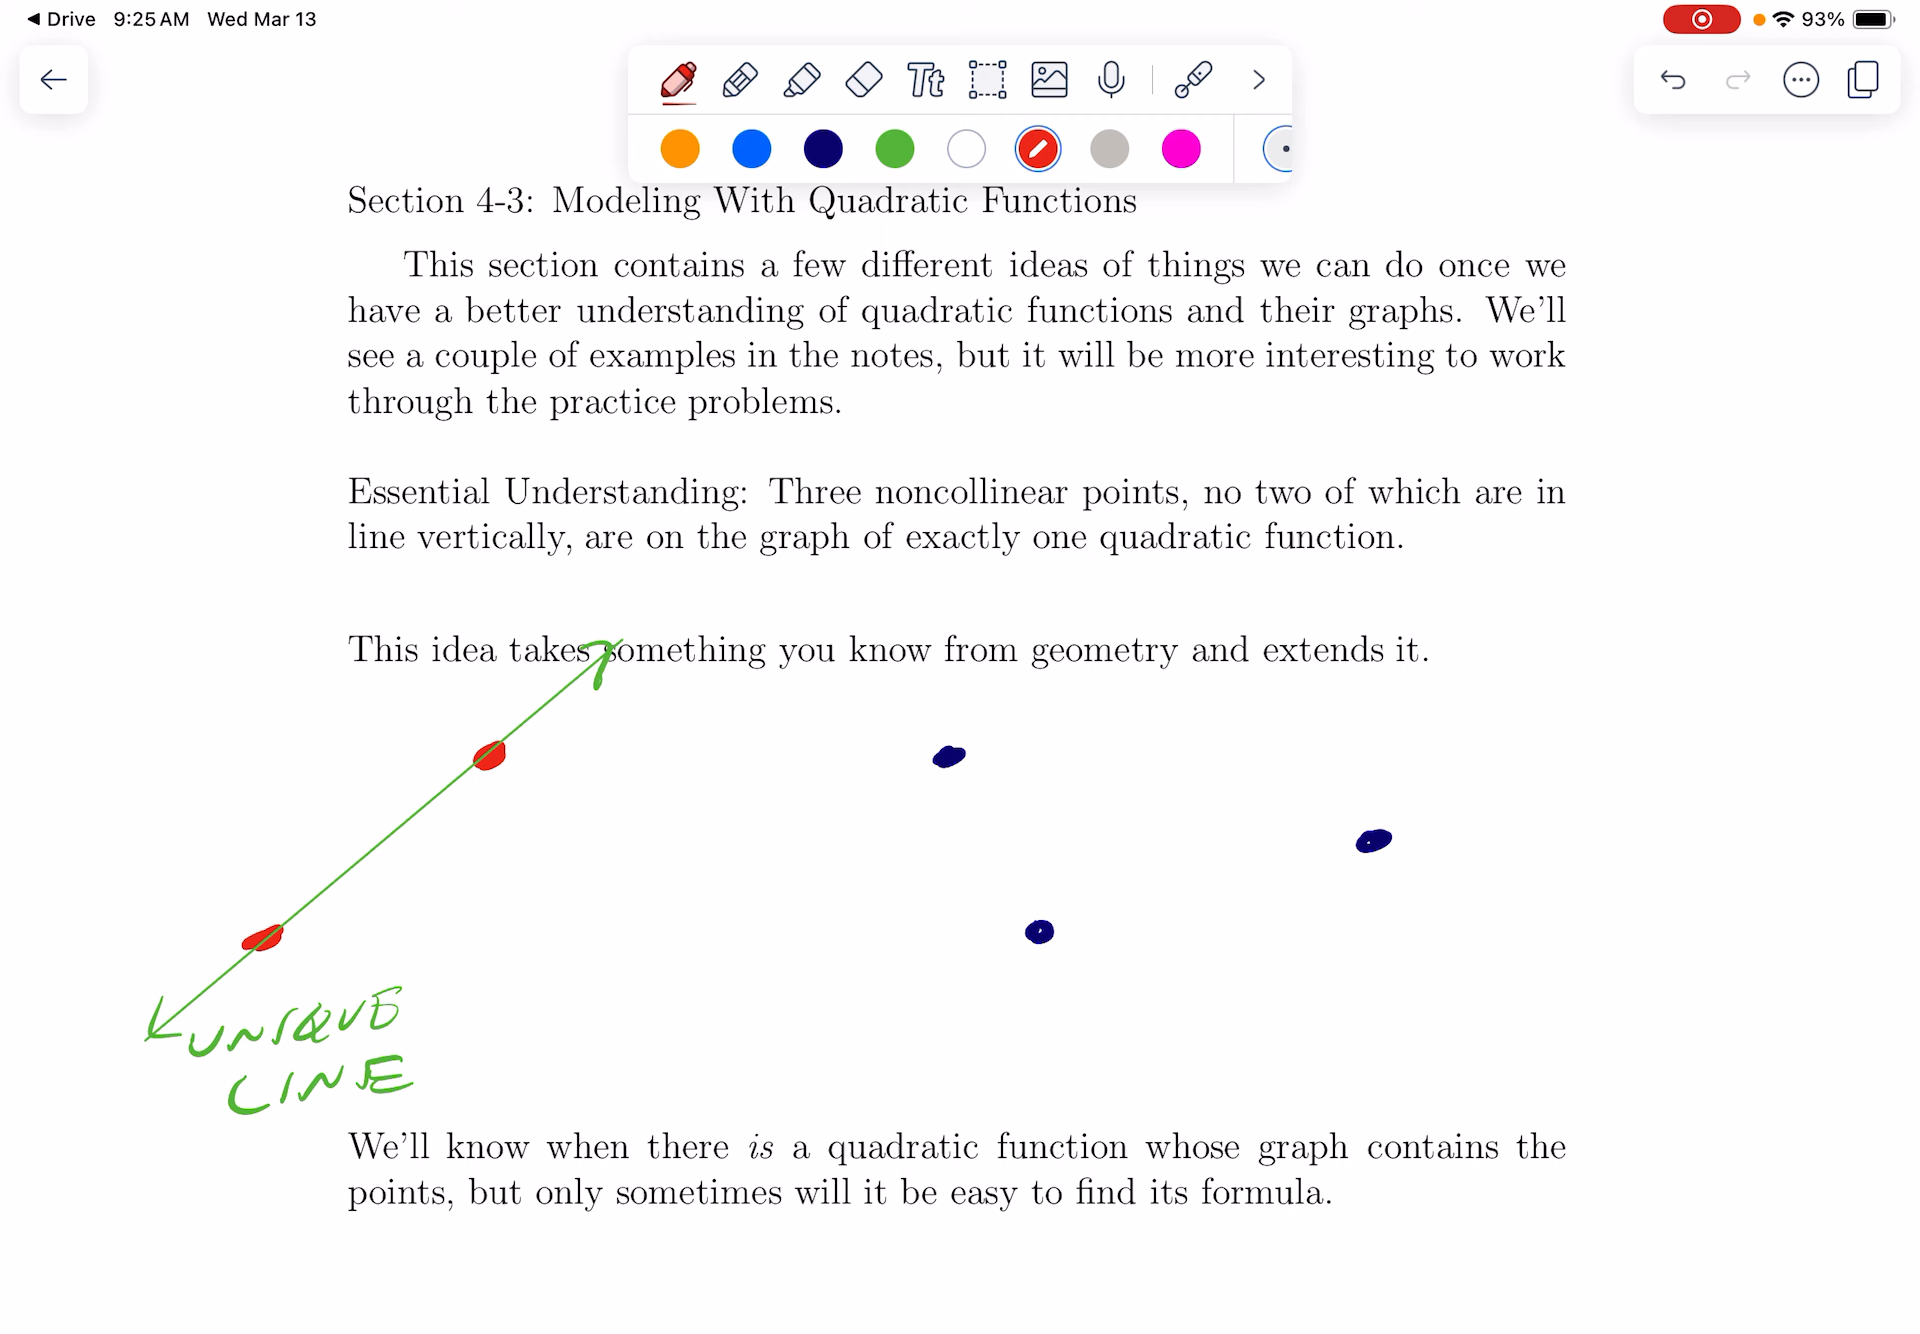 ◀ Drive 9:25 AM Wed Mar 13
93%
Tt
Section 4-3: Modeling With Quadratic Functions
This section contains a few different ideas of things we can do once we
have a better understanding of quadratic functions and their graphs. We'll
see a couple of examples in the notes, but it will be more interesting to work
through the practice problems.
Essential Understanding: Three noncollinear points, no two of which are in
line vertically, are on the graph of exactly one quadratic function.
This idea takes something you know from geometry and extends it.
UNIQUE
LINE
We'll know when there is a quadratic function whose graph contains the
points, but only sometimes will it be easy to find its formula.